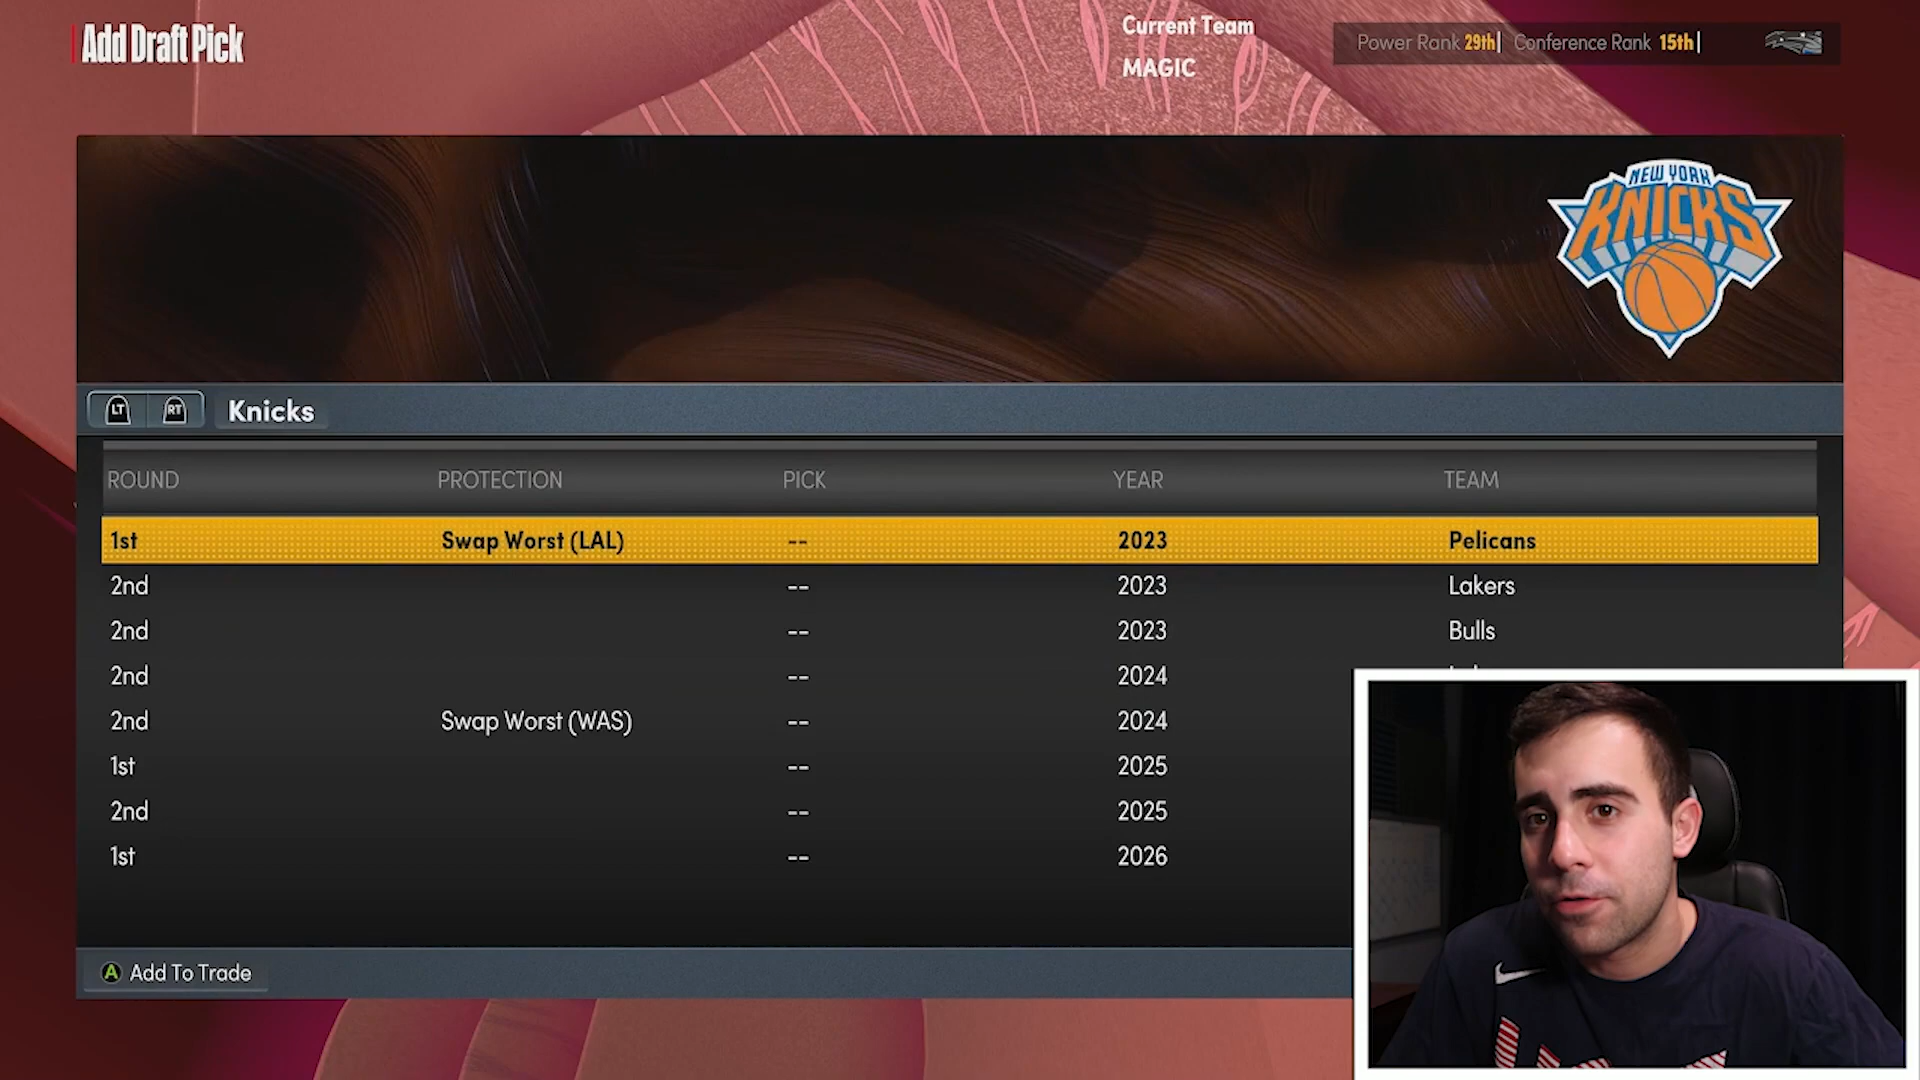 Add Draft Pick
Current Team
MAGIC
Power Rank 29th
Conference Rank 15th
NEW YORK
KNICKS
LT RT Knicks
ROUND PROTECTION PICK YEAR TEAM
1st Swap Worst (LAL) -- 2023 Pelicans
2nd -- 2023 Lakers
2nd -- 2023 Bulls
2nd -- 2024
2nd Swap Worst (WAS) -- 2024
1st -- 2025
2nd -- 2025
1st -- 2026
A Add To Trade